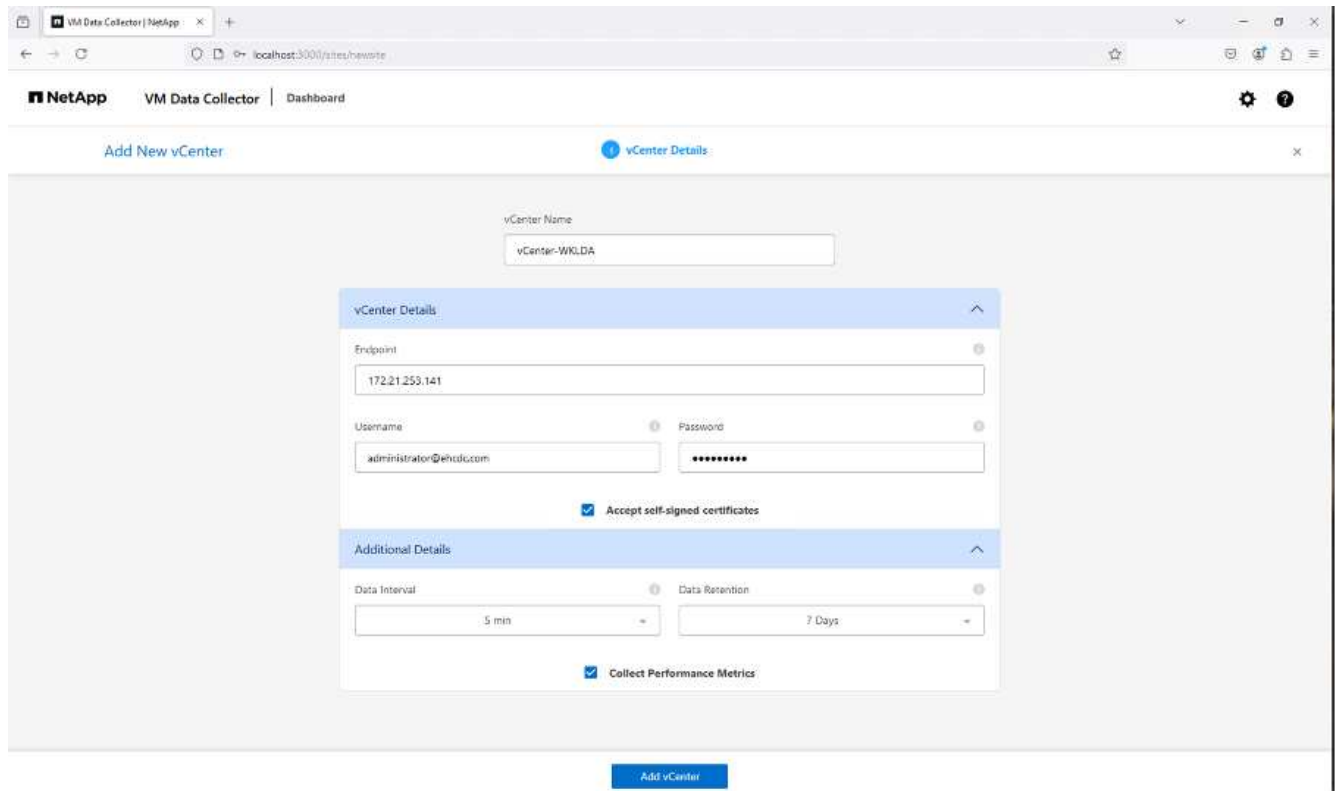 VM Data Collector | NetApp
localhost:3000/sites/newsite
NetApp VM Data Collector Dashboard
Add New vCenter vCenter Details
vCenter Name
vCenter-WKLDA
vCenter Details
Endpoint
172.21.253.141
Username Password
administrator@ehcdc.com •••••••••
Accept self-signed certificates
Additional Details
Data Interval Data Retention
5 min 7 Days
Collect Performance Metrics
Add vCenter